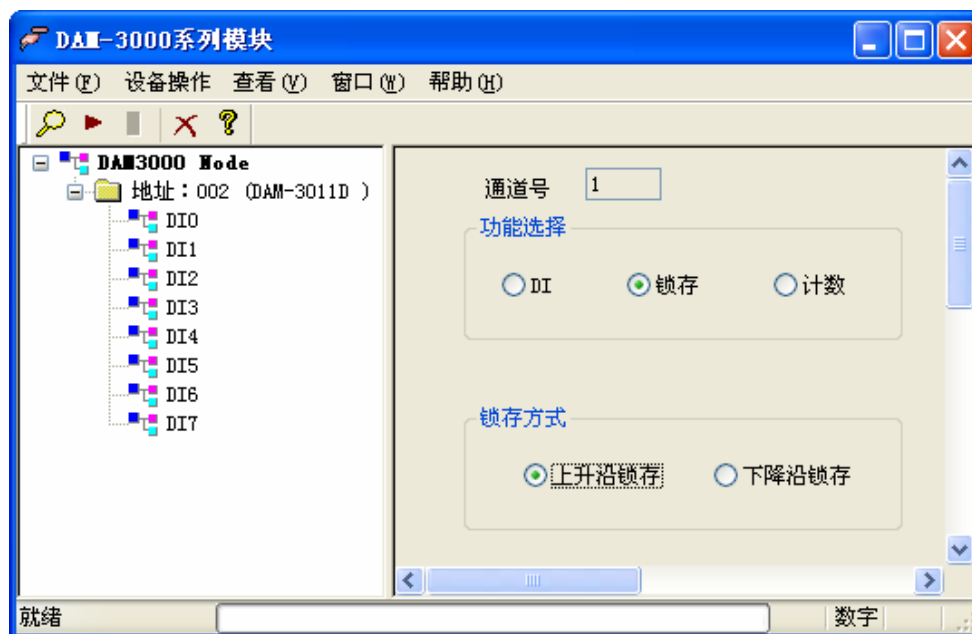 DAM-3000系列模块
文件(F) 设备操作 查看(V) 窗口(W) 帮助(H)
DAM3000 Node
地址：002 (DAM-3011D )
DI0
DI1
DI2
DI3
DI4
DI5
DI6
DI7
通道号 1
功能选择
DI 锁存 计数
锁存方式
上升沿锁存 下降沿锁存
就绪 数字